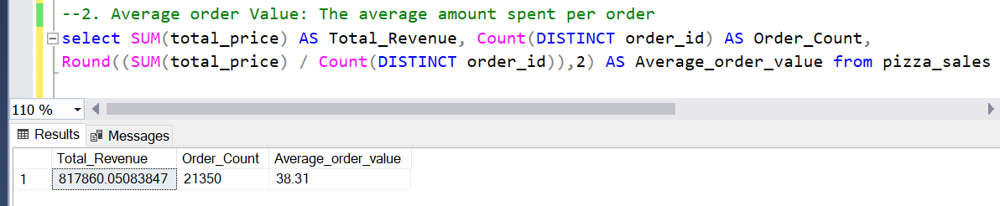 --2. Average order Value: The average amount spent per order
select SUM(total_price) AS Total_Revenue, Count(DISTINCT order_id) AS Order_Count,
Round((SUM(total_price) / Count(DISTINCT order_id)),2) AS Average_order_value from pizza_sales
110 %
Results Messages
Total_Revenue Order_Count Average_order_value
1 817860.05083847 21350 38.31